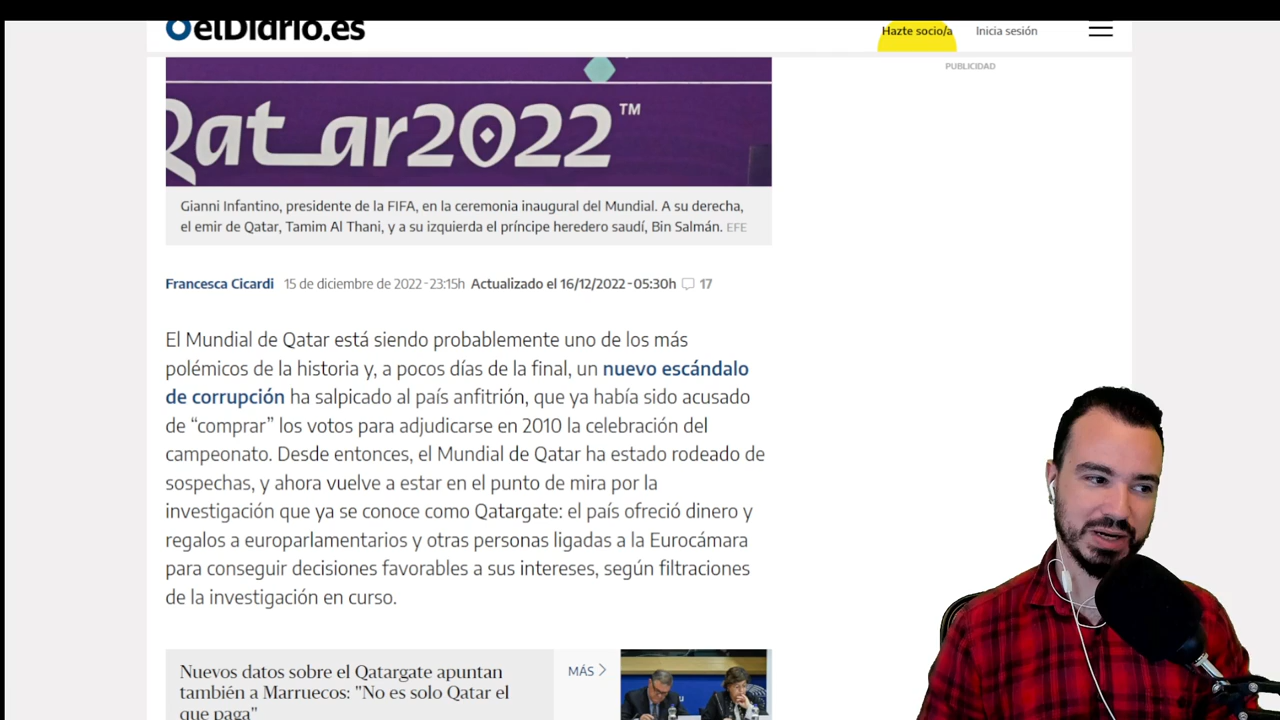 elDiario.es
Hazte socio/a
Inicia sesión
PUBLICIDAD
Qatar2022™
Gianni Infantino, presidente de la FIFA, en la ceremonia inaugural del Mundial. A su derecha,
el emir de Qatar, Tamim Al Thani, y a su izquierda el príncipe heredero saudí, Bin Salmán. EFE
Francesca Cicardi 15 de diciembre de 2022 - 23:15h Actualizado el 16/12/2022 - 05:30h 17
El Mundial de Qatar está siendo probablemente uno de los más
polémicos de la historia y, a pocos días de la final, un nuevo escándalo
de corrupción ha salpicado al país anfitrión, que ya había sido acusado
de “comprar” los votos para adjudicarse en 2010 la celebración del
campeonato. Desde entonces, el Mundial de Qatar ha estado rodeado de
sospechas, y ahora vuelve a estar en el punto de mira por la
investigación que ya se conoce como Qatargate: el país ofreció dinero y
regalos a europarlamentarios y otras personas ligadas a la Eurocámara
para conseguir decisiones favorables a sus intereses, según filtraciones
de la investigación en curso.
Nuevos datos sobre el Qatargate apuntan
también a Marruecos: "No es solo Qatar el
que paga"
MÁS